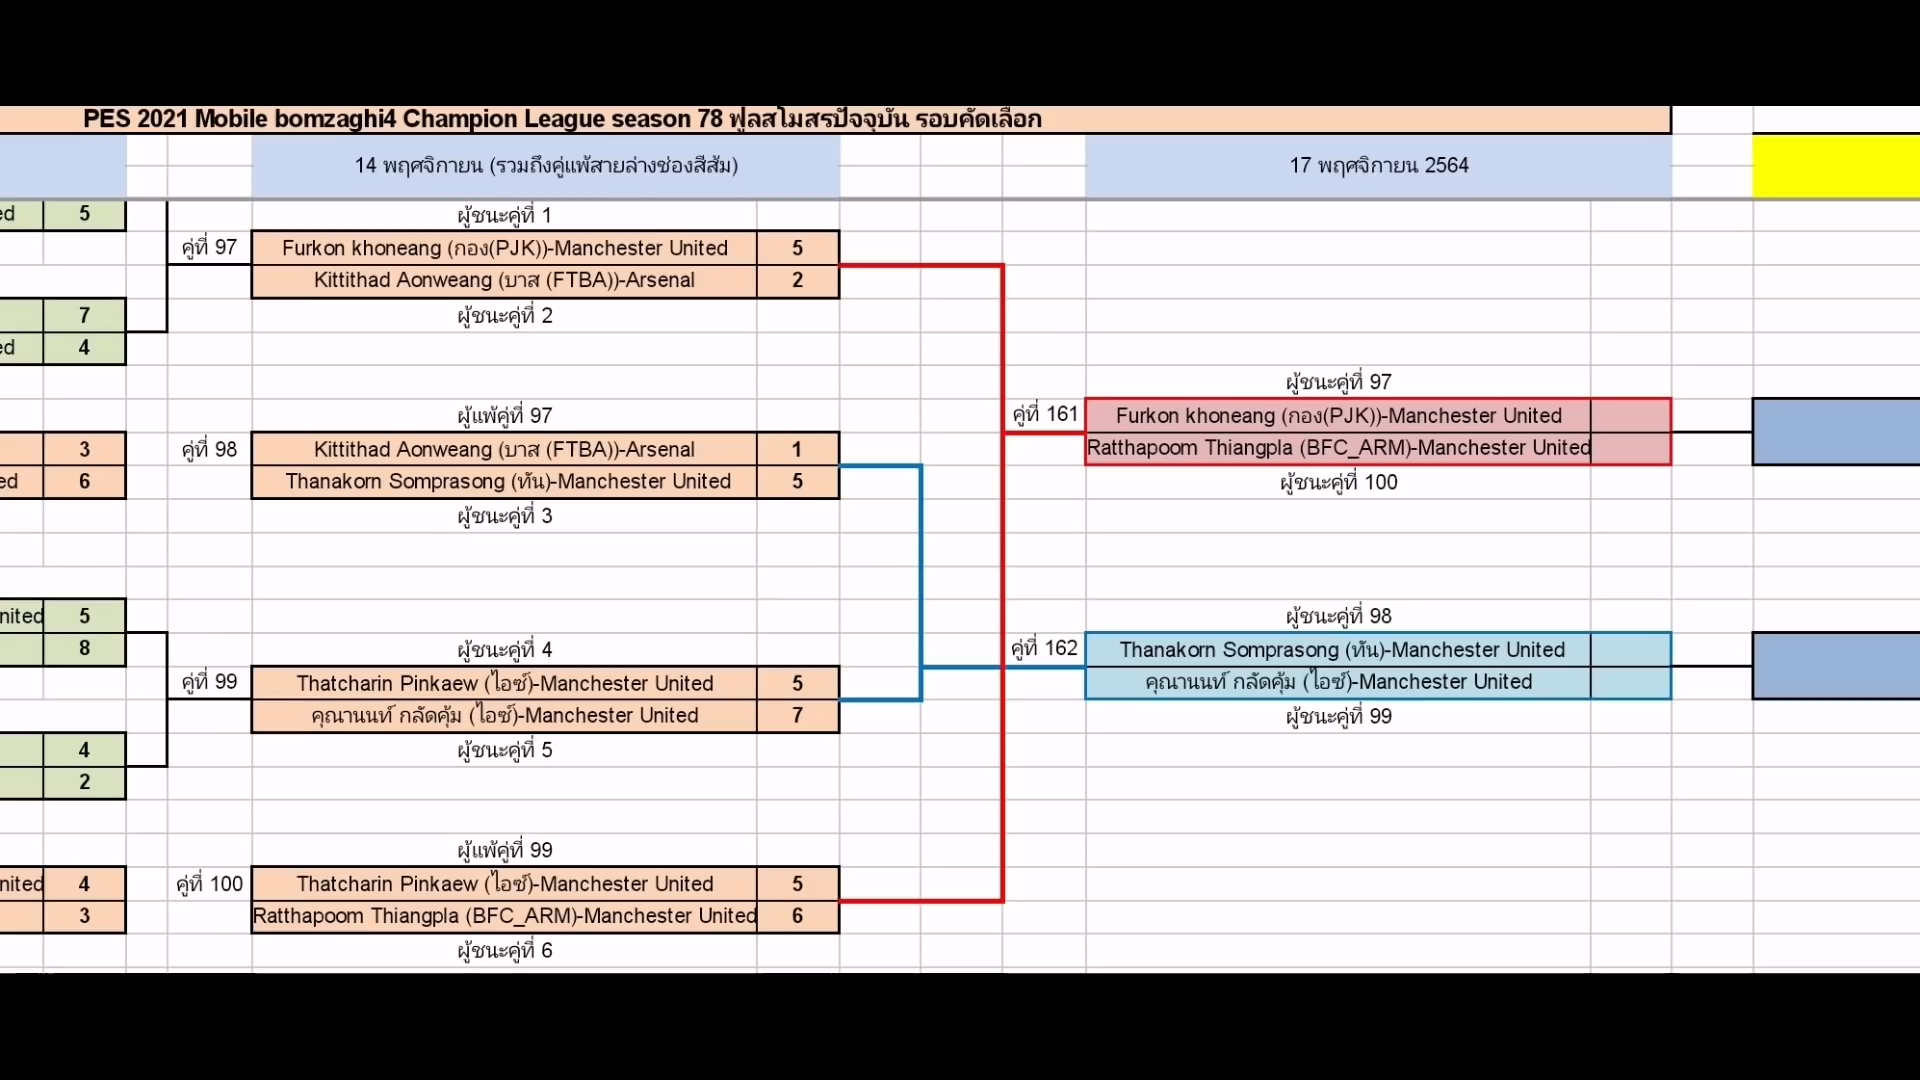 PES 2021 Mobile bomzaghi4 Champion League season 78 ฟูลสโมสรปัจจุบัน รอบคัดเลือก
14 พฤศจิกายน (รวมถึงคู่แพ้สายล่างช่องสีส้ม)
17 พฤศจิกายน 2564
ed 5
ผู้ชนะคู่ที่ 1
คู่ที่ 97
Furkon khoneang (กอง(PJK))-Manchester United 5
Kittithad Aonweang (บาส (FTBA))-Arsenal 2
7
ผู้ชนะคู่ที่ 2
ed 4
ผู้ชนะคู่ที่ 97
ผู้แพ้คู่ที่ 97
คู่ที่ 161
Furkon khoneang (กอง(PJK))-Manchester United
Ratthapoom Thiangpla (BFC_ARM)-Manchester United
ผู้ชนะคู่ที่ 100
3
คู่ที่ 98
Kittithad Aonweang (บาส (FTBA))-Arsenal 1
ed 6
Thanakorn Somprasong (ทัน)-Manchester United 5
ผู้ชนะคู่ที่ 3
nited 5
8
ผู้ชนะคู่ที่ 98
คู่ที่ 162
Thanakorn Somprasong (ทัน)-Manchester United
คุณานนท์ กลัดคุ้ม (ไอซ์)-Manchester United
ผู้ชนะคู่ที่ 99
ผู้ชนะคู่ที่ 4
คู่ที่ 99
Thatcharin Pinkaew (ไอซ์)-Manchester United 5
คุณานนท์ กลัดคุ้ม (ไอซ์)-Manchester United 7
4
ผู้ชนะคู่ที่ 5
2
ผู้แพ้คู่ที่ 99
nited 4
คู่ที่ 100
Thatcharin Pinkaew (ไอซ์)-Manchester United 5
3
Ratthapoom Thiangpla (BFC_ARM)-Manchester United 6
ผู้ชนะคู่ที่ 6